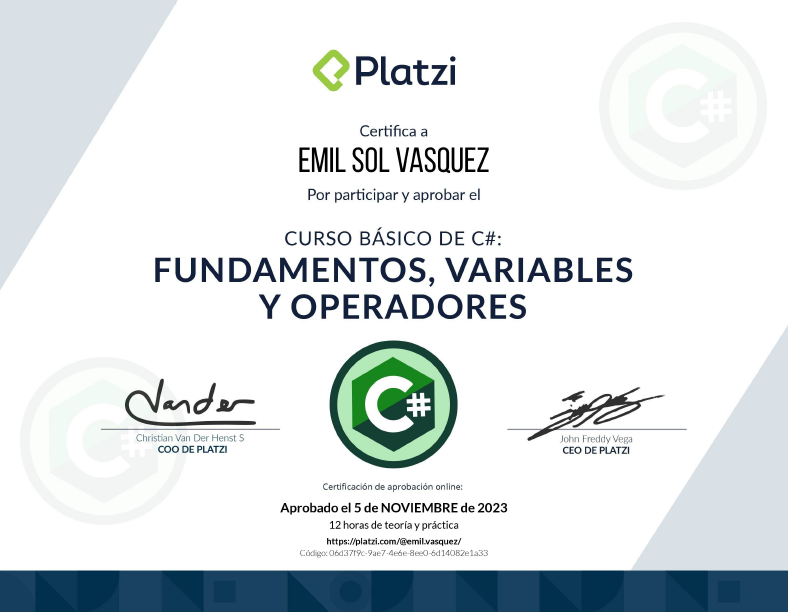 Platzi
Certifica a
EMIL SOL VASQUEZ
Por participar y aprobar el
CURSO BÁSICO DE C#:
FUNDAMENTOS, VARIABLES
Y OPERADORES
C#
C#
C#
Vander
Christian Van Der Henst S
COO DE PLATZI
John Freddy Vega
CEO DE PLATZI
Certificación de aprobación online:
Aprobado el 5 de NOVIEMBRE de 2023
12 horas de teoría y práctica
https://platzi.com/@emil.vasquez/
Código: 06d37f9c-9ae7-4e6e-8ee0-6d14082e1a33